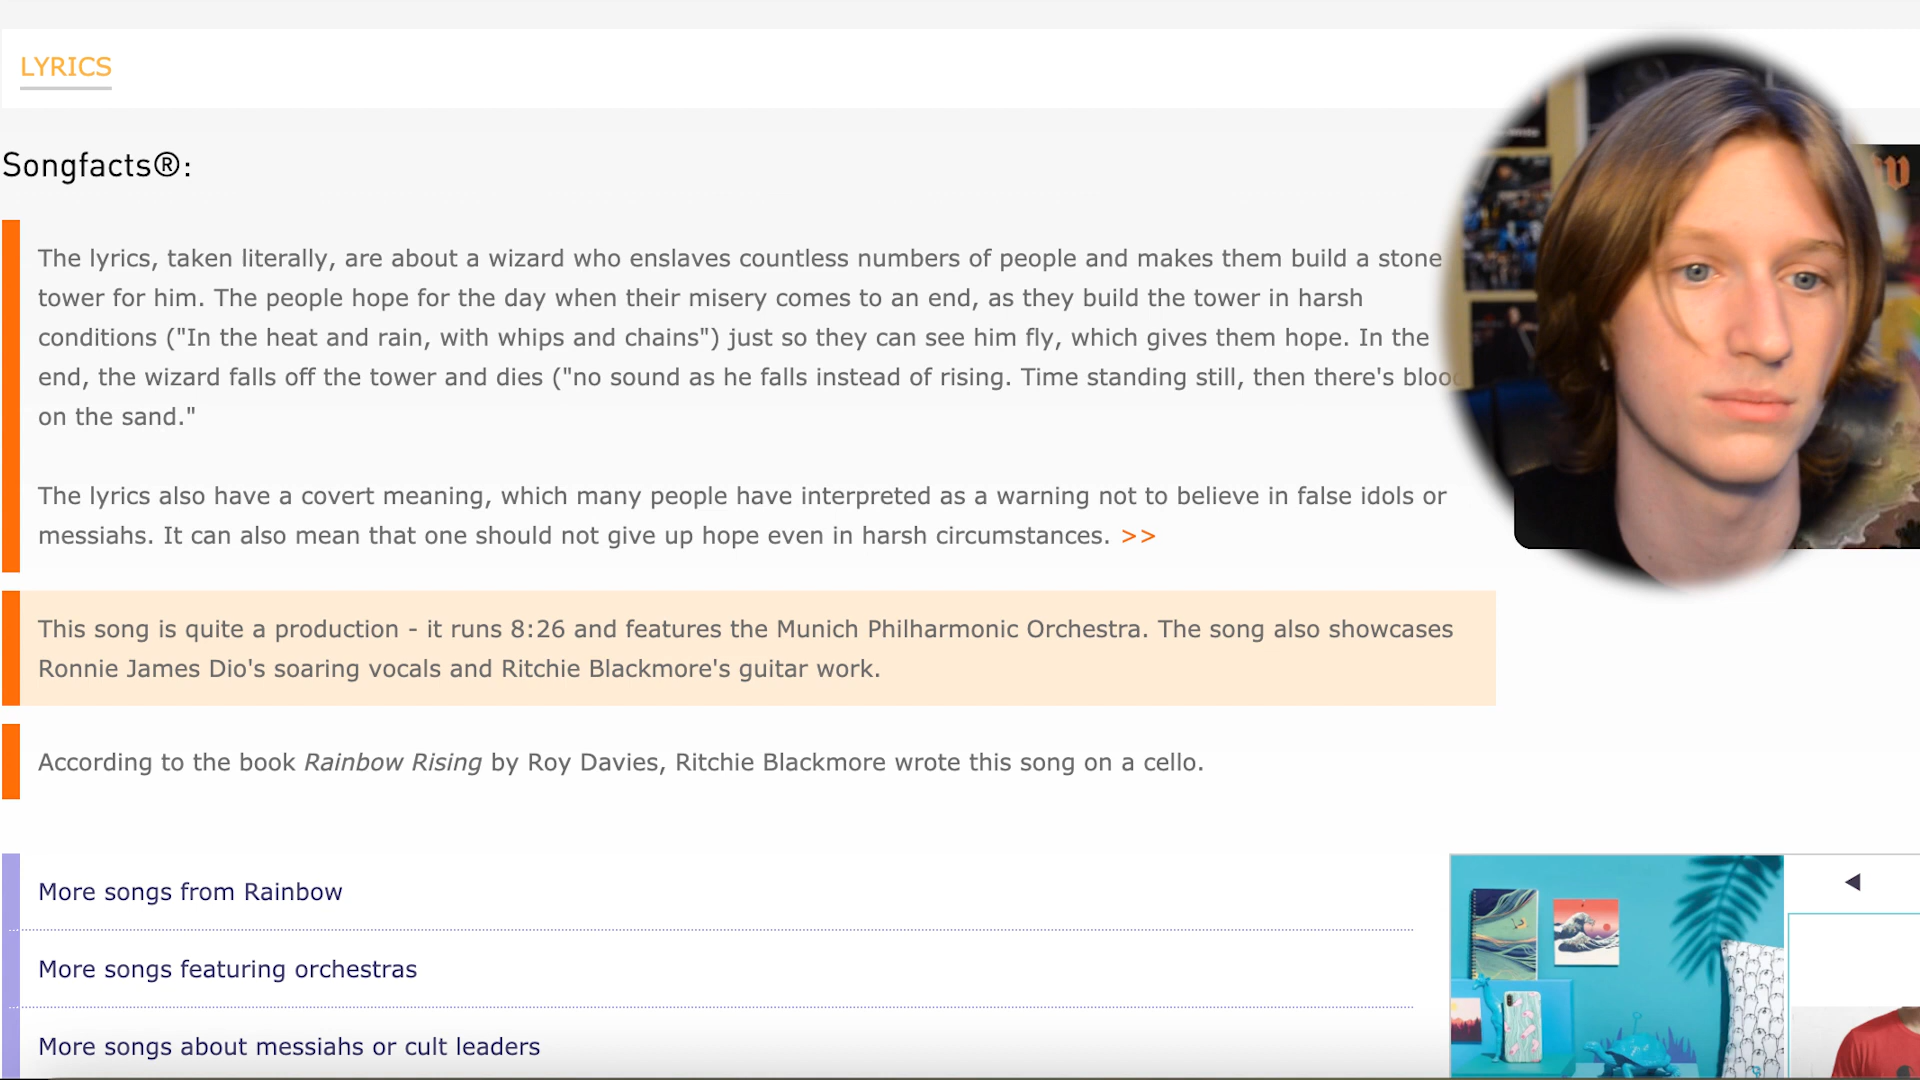 LYRICS
Songfacts®:
The lyrics, taken literally, are about a wizard who enslaves countless numbers of people and makes them build a stone
tower for him. The people hope for the day when their misery comes to an end, as they build the tower in harsh
conditions ("In the heat and rain, with whips and chains") just so they can see him fly, which gives them hope. In the
end, the wizard falls off the tower and dies ("no sound as he falls instead of rising. Time standing still, then there's blood
on the sand."
The lyrics also have a covert meaning, which many people have interpreted as a warning not to believe in false idols or
messiahs. It can also mean that one should not give up hope even in harsh circumstances. >>
This song is quite a production - it runs 8:26 and features the Munich Philharmonic Orchestra. The song also showcases
Ronnie James Dio's soaring vocals and Ritchie Blackmore's guitar work.
According to the book Rainbow Rising by Roy Davies, Ritchie Blackmore wrote this song on a cello.
More songs from Rainbow
More songs featuring orchestras
More songs about messiahs or cult leaders